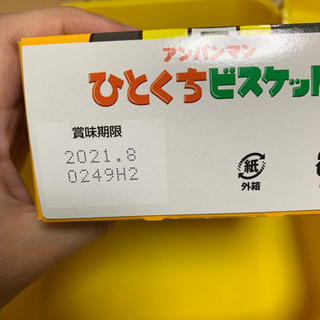 アンパンマン
ひとくちビスケット
賞味期限
2021.8
0249H2
紙
外箱